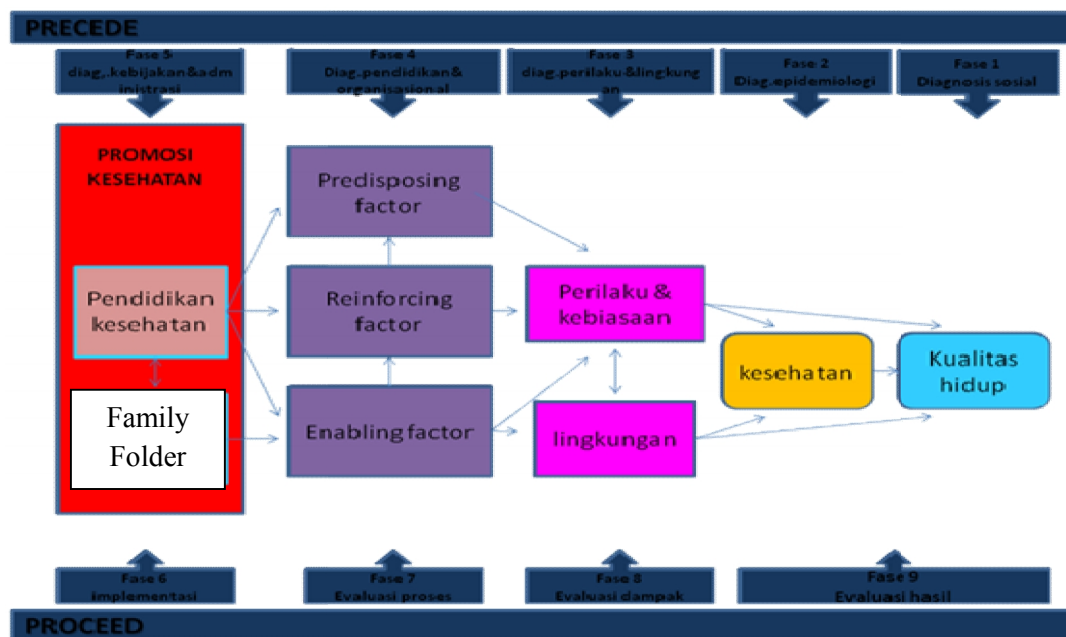 PRECEDE
Fase 5
diag,.kebijakan&adm
inistrasi
Fase 4
Diag.pendidikan&
organisasional
Fase 3
diag.perilaku&lingkung
an
Fase 2
Diag.epidemiologi
Fase 1
Diagnosis sosial
PROMOSI
KESEHATAN
Pendidikan
kesehatan
Family
Folder
Predisposing
factor
Reinforcing
factor
Enabling factor
Perilaku &
kebiasaan
lingkungan
kesehatan
Kualitas
hidup
Fase 6
implementasi
Fase 7
Evaluasi proses
Fase 8
Evaluasi dampak
Fase 9
Evaluasi hasil
PROCEED